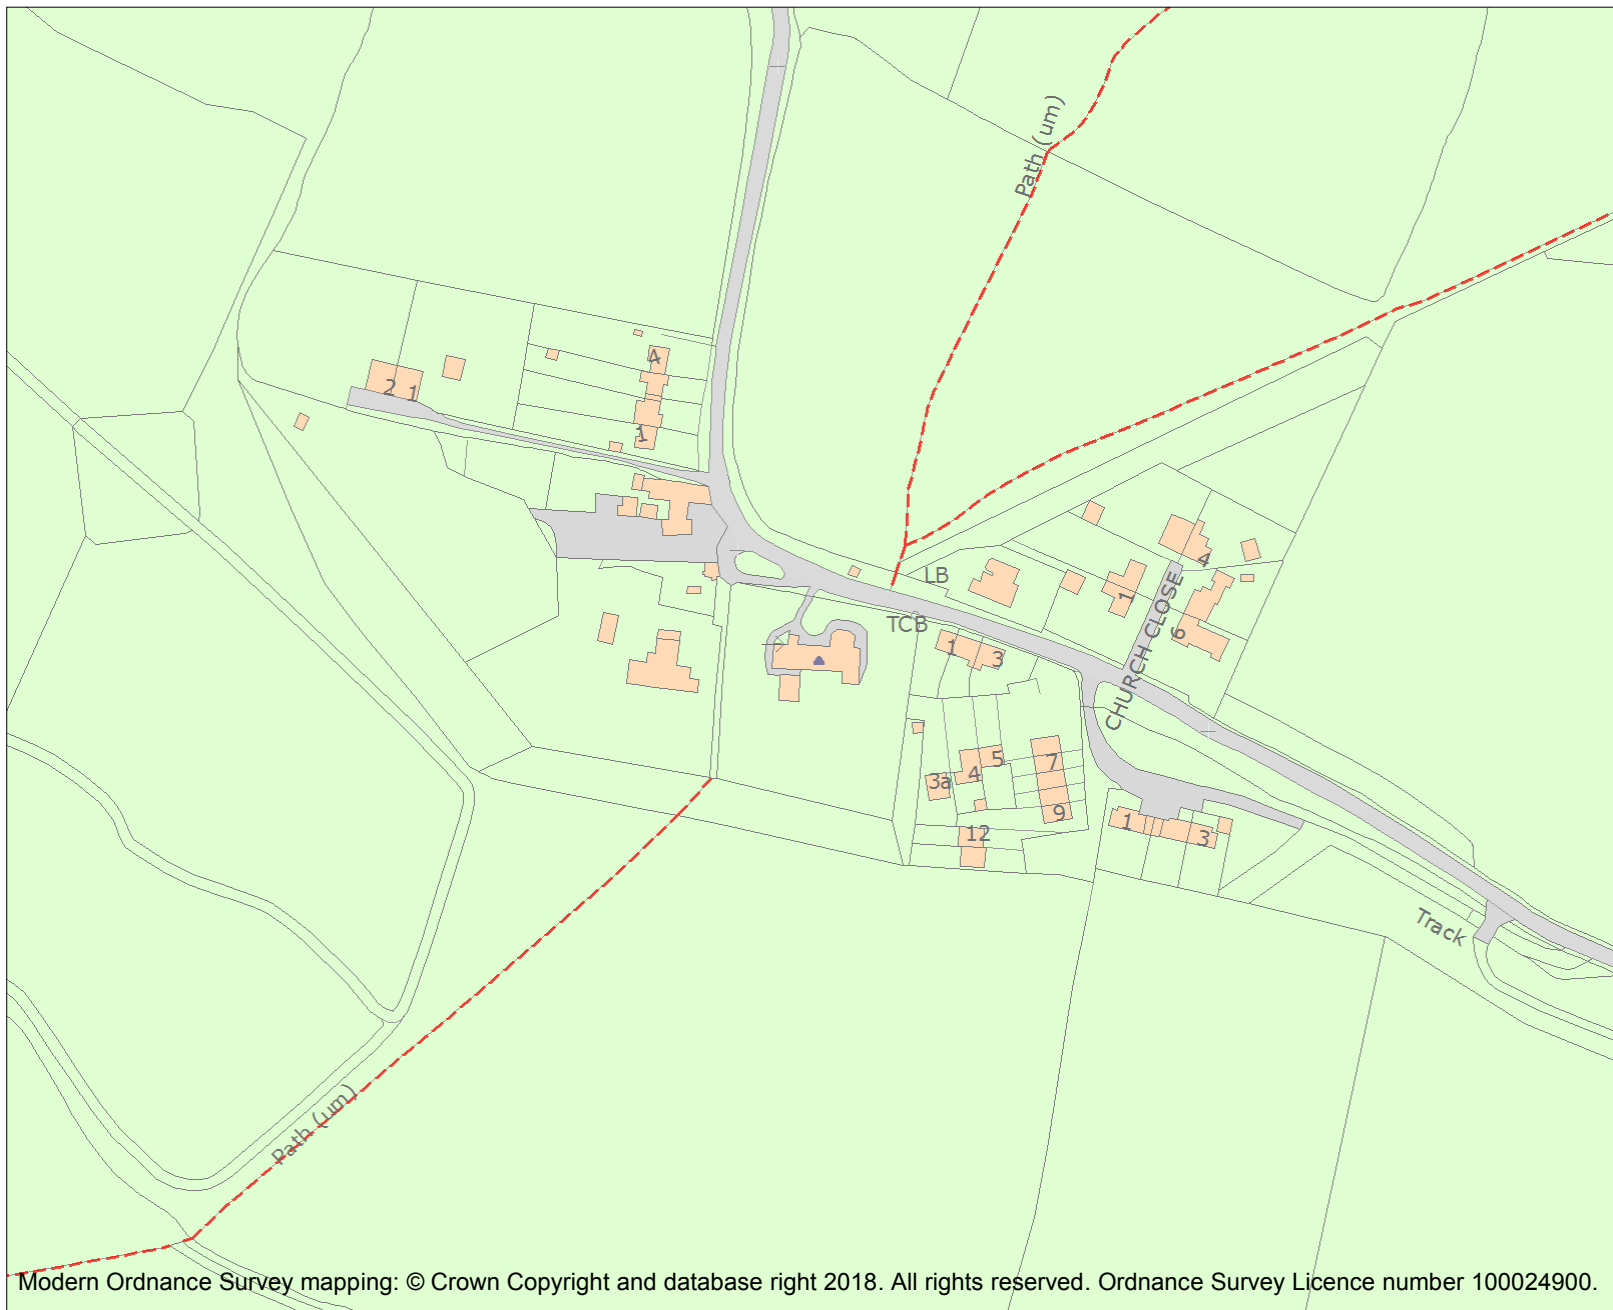 Path (um)
4
2
1
1
4
LB
1
CHURCH CLOSE
6
TCB
1
3
5
3a
4
7
9
12
1
3
Track
Path (um)
Modern Ordnance Survey mapping: © Crown Copyright and database right 2018. All rights reserved. Ordnance Survey Licence number 100024900.